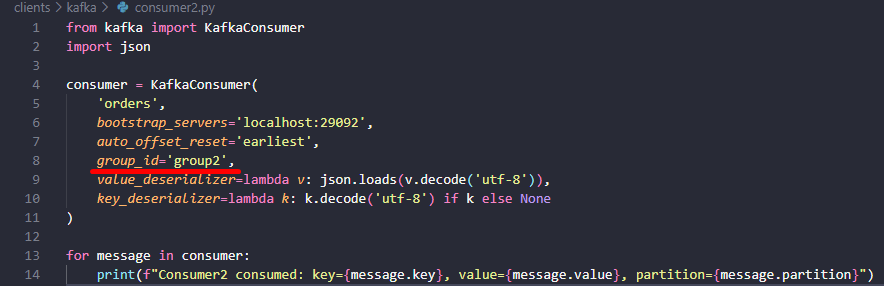 clients > kafka > consumer2.py
1 from kafka import KafkaConsumer
2 import json
3
4 consumer = KafkaConsumer(
5     'orders',
6     bootstrap_servers='localhost:29092',
7     auto_offset_reset='earliest',
8     group_id='group2',
9     value_deserializer=lambda v: json.loads(v.decode('utf-8')),
10     key_deserializer=lambda k: k.decode('utf-8') if k else None
11 )
12
13 for message in consumer:
14     print(f"Consumer2 consumed: key={message.key}, value={message.value}, partition={message.partition}")